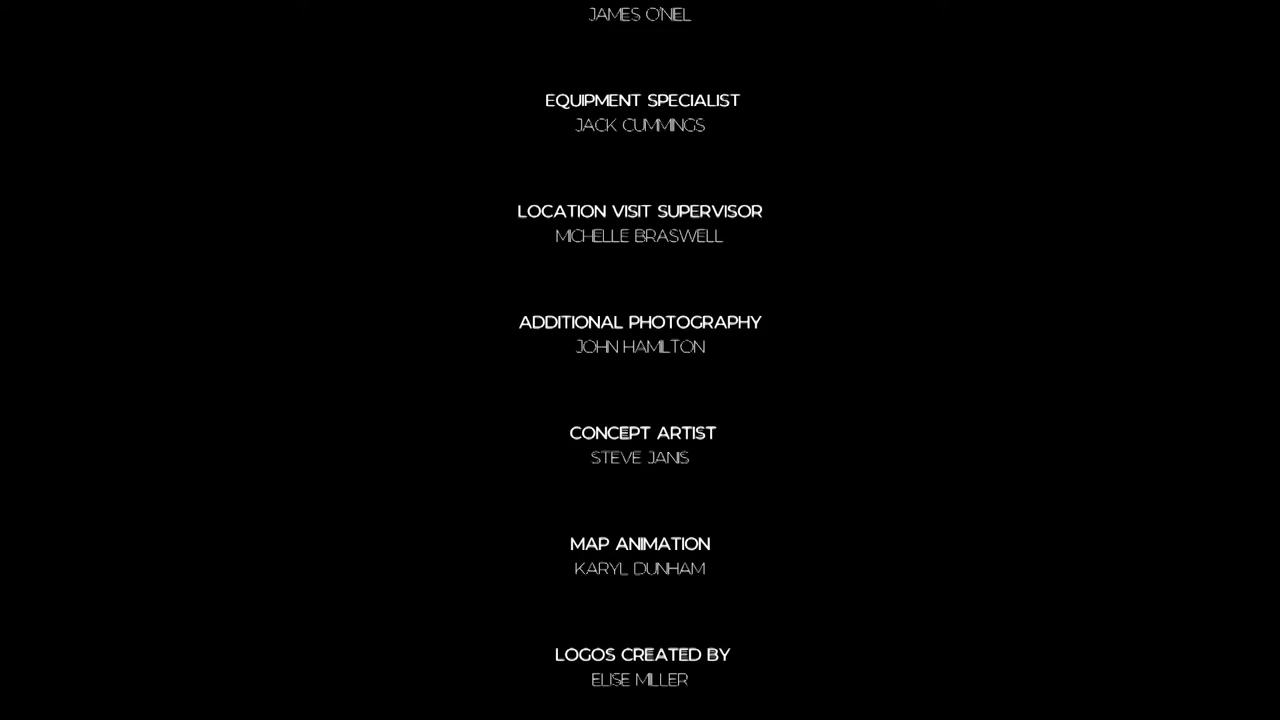 JAMES O'NEL
EQUIPMENT SPECIALIST
JACK CUMMINGS
LOCATION VISIT SUPERVISOR
MICHELLE BRASWELL
ADDITIONAL PHOTOGRAPHY
JOHN HAMILTON
CONCEPT ARTIST
STEVE JANIS
MAP ANIMATION
KARYL DUNHAM
LOGOS CREATED BY
ELISE MILLER